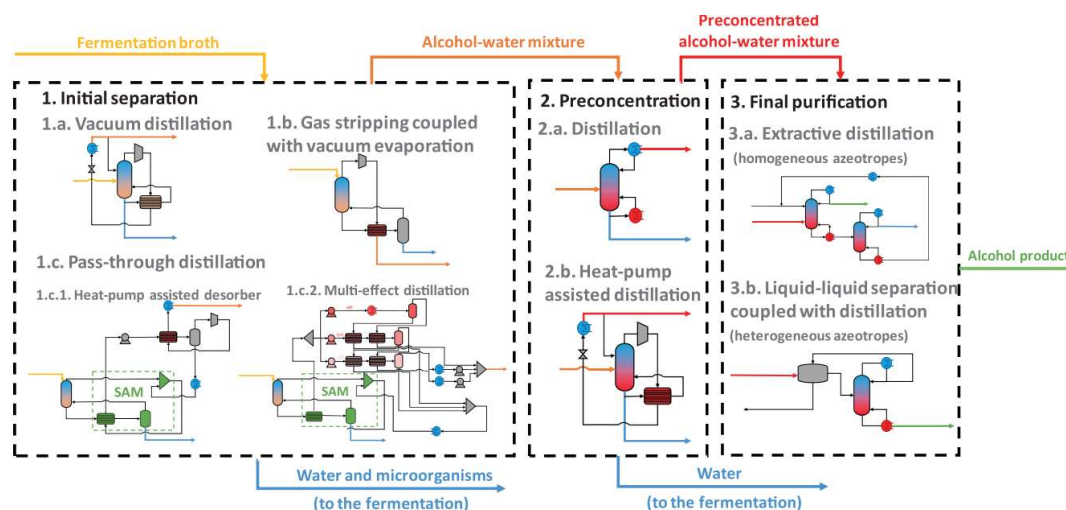 Fermentation broth
Alcohol-water mixture
Preconcentrated
alcohol-water mixture
1. Initial separation
1.a. Vacuum distillation
1.b. Gas stripping coupled
with vacuum evaporation
1.c. Pass-through distillation
1.c.1. Heat-pump assisted desorber
SAM
1.c.2. Multi-effect distillation
SAM
2. Preconcentration
2.a. Distillation
2.b. Heat-pump
assisted distillation
3. Final purification
3.a. Extractive distillation
(homogeneous azeotropes)
3.b. Liquid-liquid separation
coupled with distillation
(heterogeneous azeotropes)
Alcohol product
Water and microorganisms
(to the fermentation)
Water
(to the fermentation)